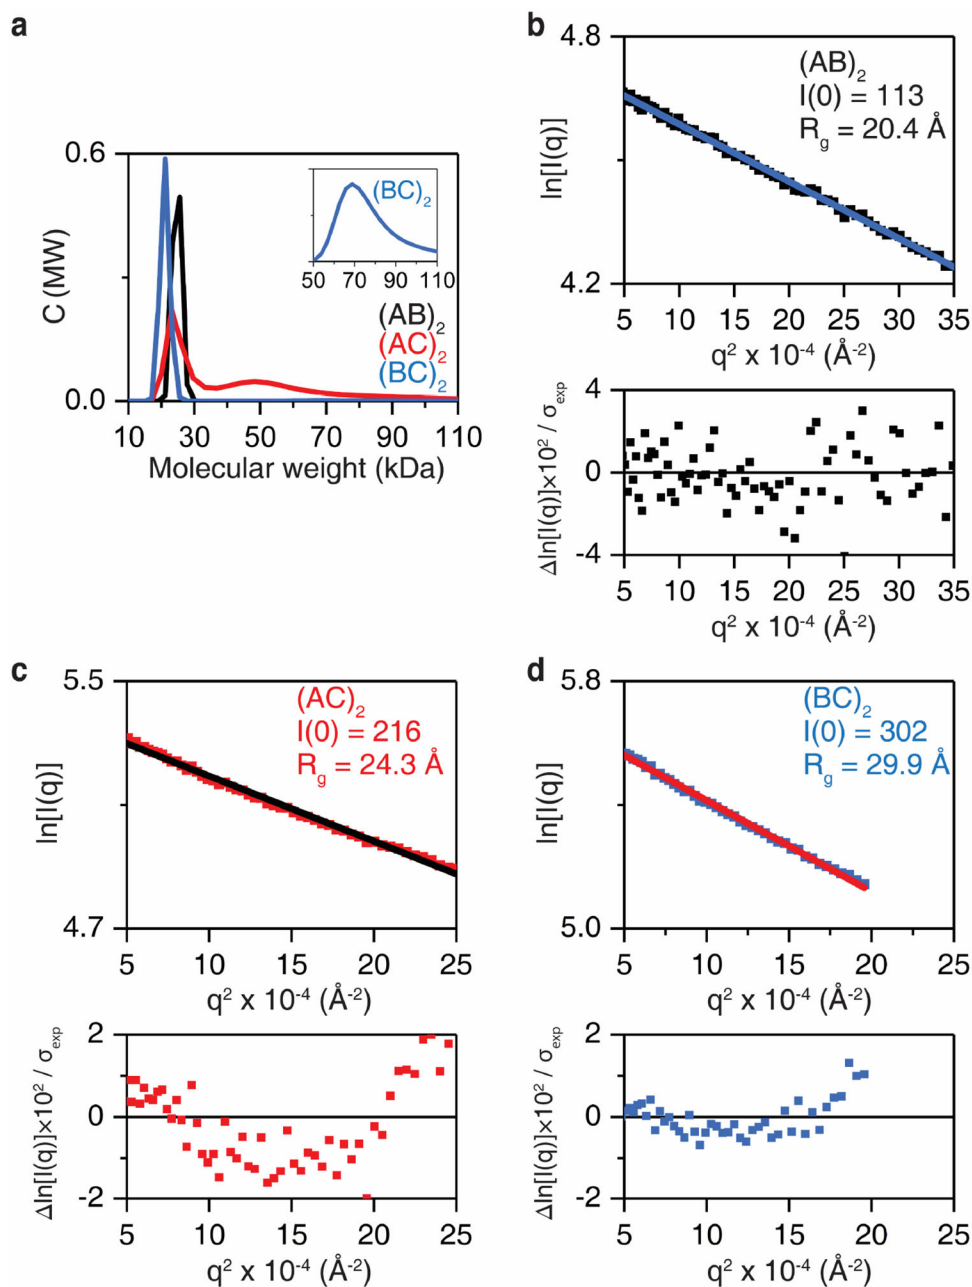 a
0.6
C (MW)
0.0
(BC)₂
50 70 90 110
(AB)₂
(AC)₂
(BC)₂
10 30 50 70 90 110
Molecular weight (kDa)
b
4.8
ln[I(q)]
4.2
(AB)₂
I(0) = 113
Rg = 20.4 Å
5 10 15 20 25 30 35
q² x 10⁻⁴ (Å⁻²)
4
0
-4
Δln[I(q)]×10² / σexp
5 10 15 20 25 30 35
q² x 10⁻⁴ (Å⁻²)
c
5.5
ln[I(q)]
4.7
(AC)₂
I(0) = 216
Rg = 24.3 Å
5 10 15 20 25
q² x 10⁻⁴ (Å⁻²)
2
0
-2
Δln[I(q)]×10² / σexp
5 10 15 20 25
q² x 10⁻⁴ (Å⁻²)
d
5.8
ln[I(q)]
5.0
(BC)₂
I(0) = 302
Rg = 29.9 Å
5 10 15 20 25
q² x 10⁻⁴ (Å⁻²)
2
0
-2
Δln[I(q)]×10² / σexp
5 10 15 20 25
q² x 10⁻⁴ (Å⁻²)